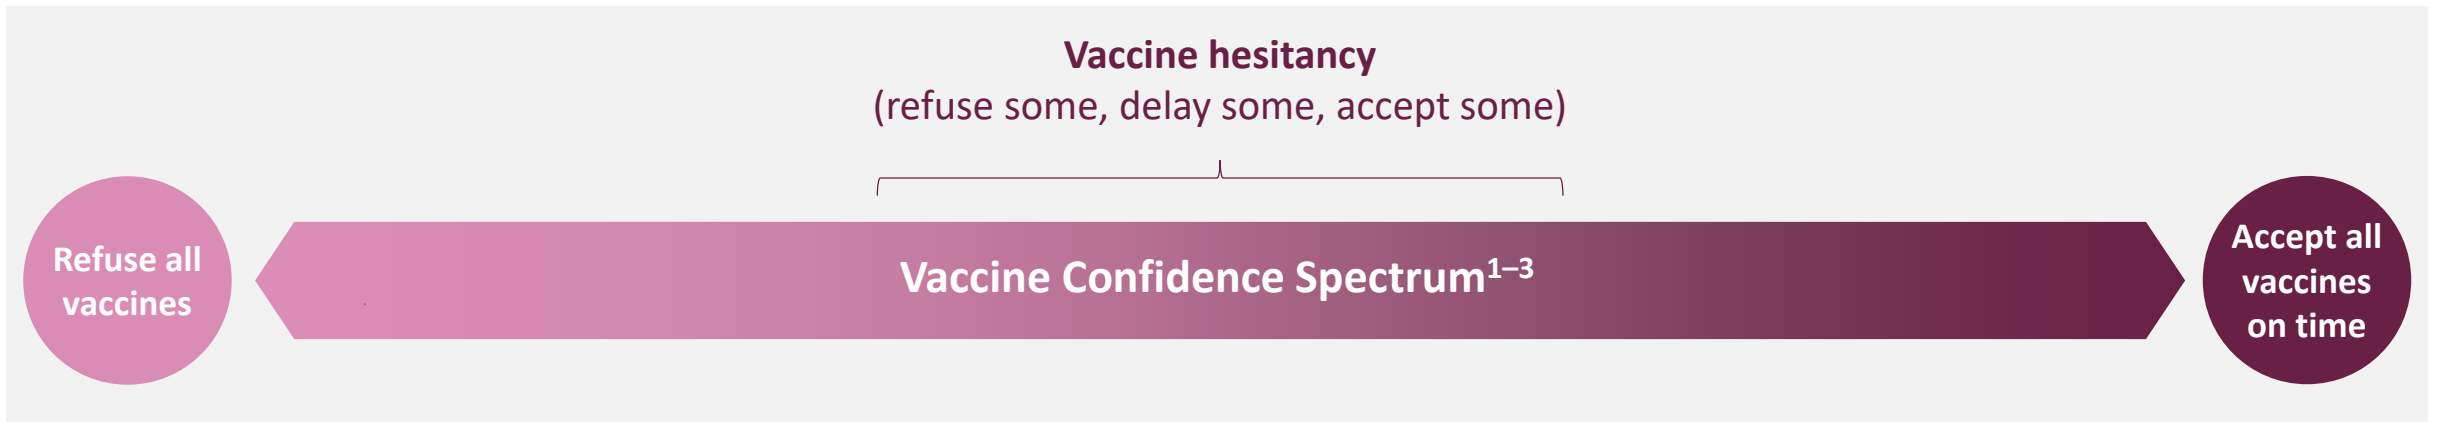 Vaccine hesitancy
(refuse some, delay some, accept some)
Refuse all
vaccines
Vaccine Confidence Spectrum¹⁻³
Accept all
vaccines
on time